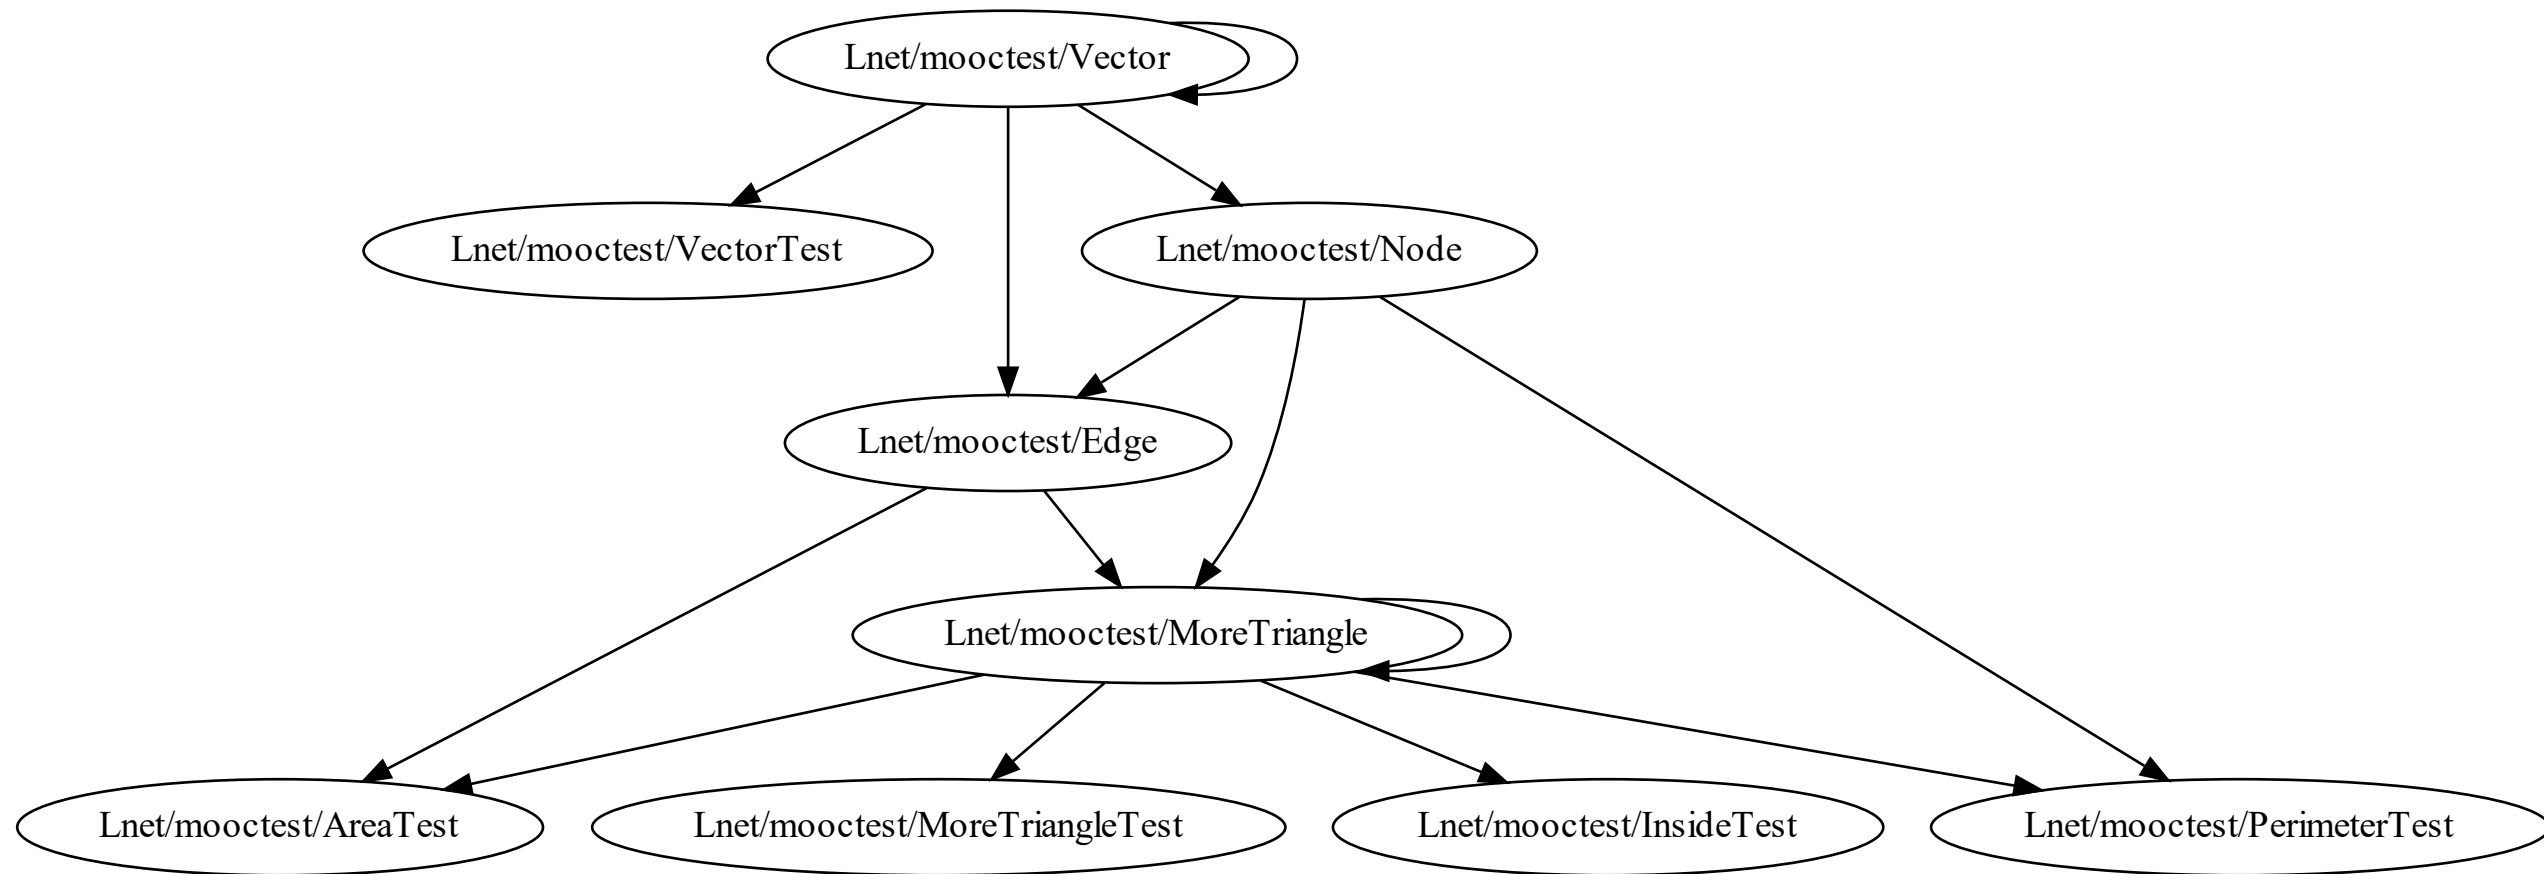 Lnet/mooctest/Vector
Lnet/mooctest/VectorTest
Lnet/mooctest/Node
Lnet/mooctest/Edge
Lnet/mooctest/MoreTriangle
Lnet/mooctest/AreaTest
Lnet/mooctest/MoreTriangleTest
Lnet/mooctest/InsideTest
Lnet/mooctest/PerimeterTest